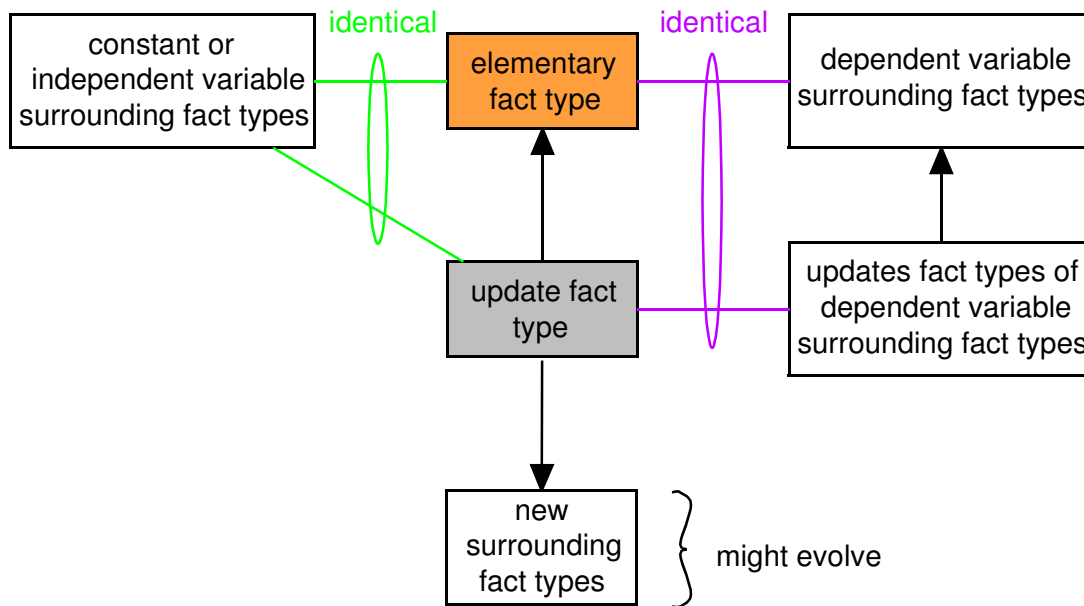 identical
identical
constant or
independent variable
surrounding fact types
elementary
fact type
dependent variable
surrounding fact types
update fact
type
updates fact types of
dependent variable
surrounding fact types
new
surrounding
fact types
might evolve